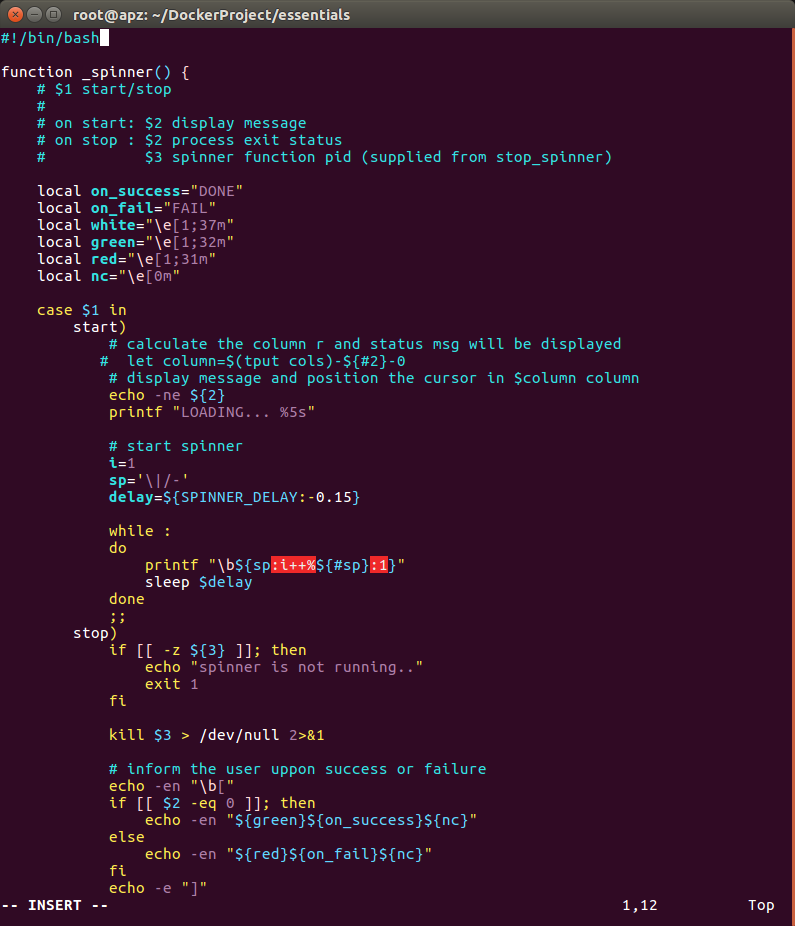 root@apz: ~/DockerProject/essentials
#!/bin/bash
function _spinner() {
    # $1 start/stop
    #
    # on start: $2 display message
    # on stop : $2 process exit status
    #           $3 spinner function pid (supplied from stop_spinner)
    local on_success="DONE"
    local on_fail="FAIL"
    local white="\e[1;37m"
    local green="\e[1;32m"
    local red="\e[1;31m"
    local nc="\e[0m"
    case $1 in
        start)
            # calculate the column r and status msg will be displayed
           #  let column=$(tput cols)-${#2}-0
            # display message and position the cursor in $column column
            echo -ne ${2}
            printf "LOADING... %5s"
            # start spinner
            i=1
            sp='\|/-'
            delay=${SPINNER_DELAY:-0.15}
            while :
            do
                printf "\b${sp:i++%${#sp}:1}"
                sleep $delay
            done
            ;;
        stop)
            if [[ -z ${3} ]]; then
                echo "spinner is not running.."
                exit 1
            fi
            kill $3 > /dev/null 2>&1
            # inform the user uppon success or failure
            echo -en "\b["
            if [[ $2 -eq 0 ]]; then
                echo -en "${green}${on_success}${nc}"
            else
                echo -en "${red}${on_fail}${nc}"
            fi
            echo -e "]"
-- INSERT -- 1,12 Top